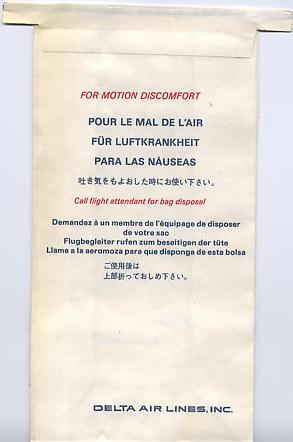 FOR MOTION DISCOMFORT
POUR LE MAL DE L'AIR
FÜR LUFTKRANKHEIT
PARA LAS NÁUSEAS
吐き気をもよおした時にお使い下さい。
Call flight attendant for bag disposal
Demandez à un membre de l'équipage de disposer
de votre sac
Flugbegleiter rufen zum beseitigen der tüte
Llame a la aeromoza para que disponga de esta bolsa
ご使用後は
上部折っておしめ下さい。
DELTA AIR LINES, INC.